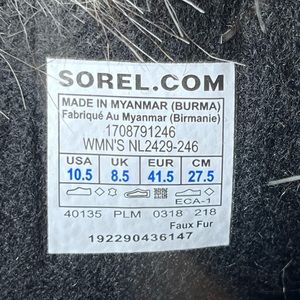 SOREL.COM
MADE IN MYANMAR (BURMA)
Fabriqué Au Myanmar (Birmanie)
1708791246
WMN'S NL2429-246
USA UK EUR CM
10.5 8.5 41.5 27.5
ECA-1
40135 PLM 0318 218
Faux Fur
192290436147